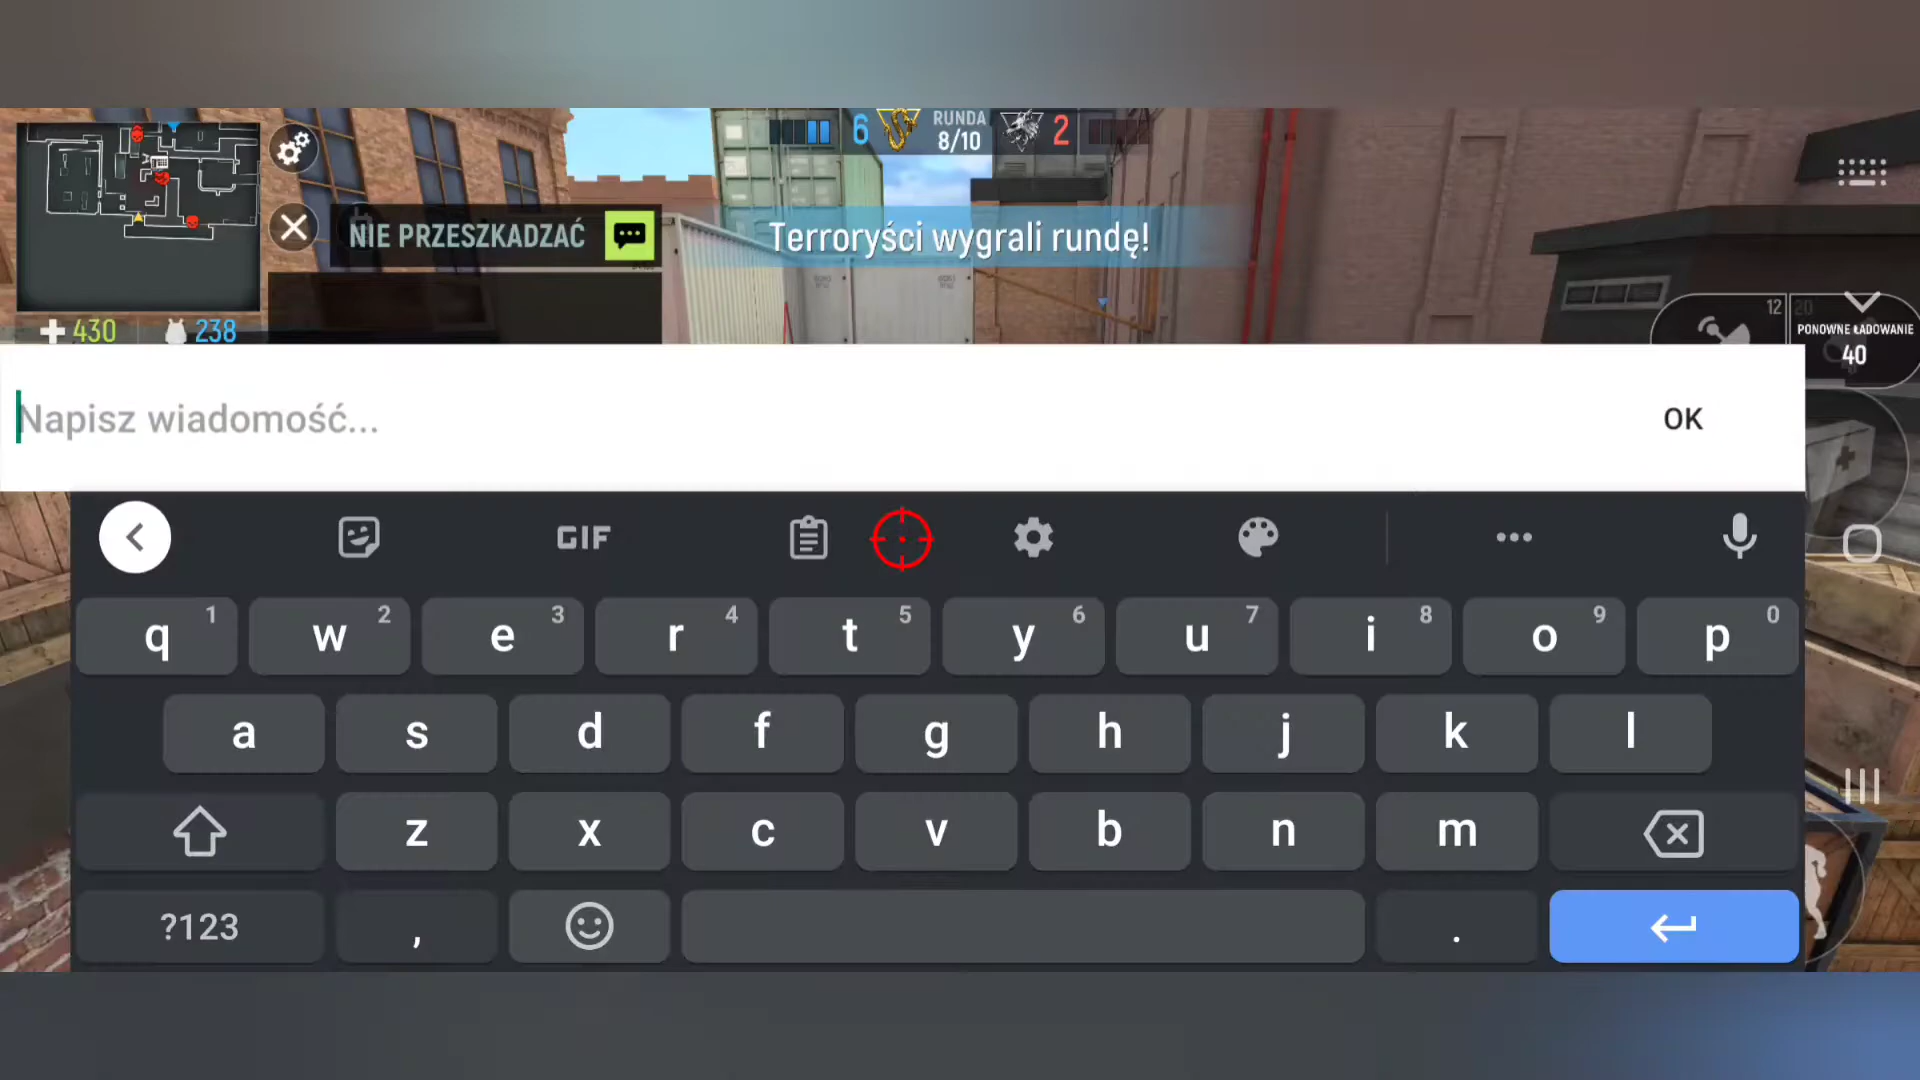 6 RUNDA 8/10 2
NIE PRZESZKADZAĆ
Terroryści wygrali rundę!
430 238
12 20
PONOWNE ŁADOWANIE
40
Napisz wiadomość...
OK
GIF
q 1 w 2 e 3 r 4 t 5 y 6 u 7 i 8 o 9 p 0
a s d f g h j k l
z x c v b n m
?123 , .